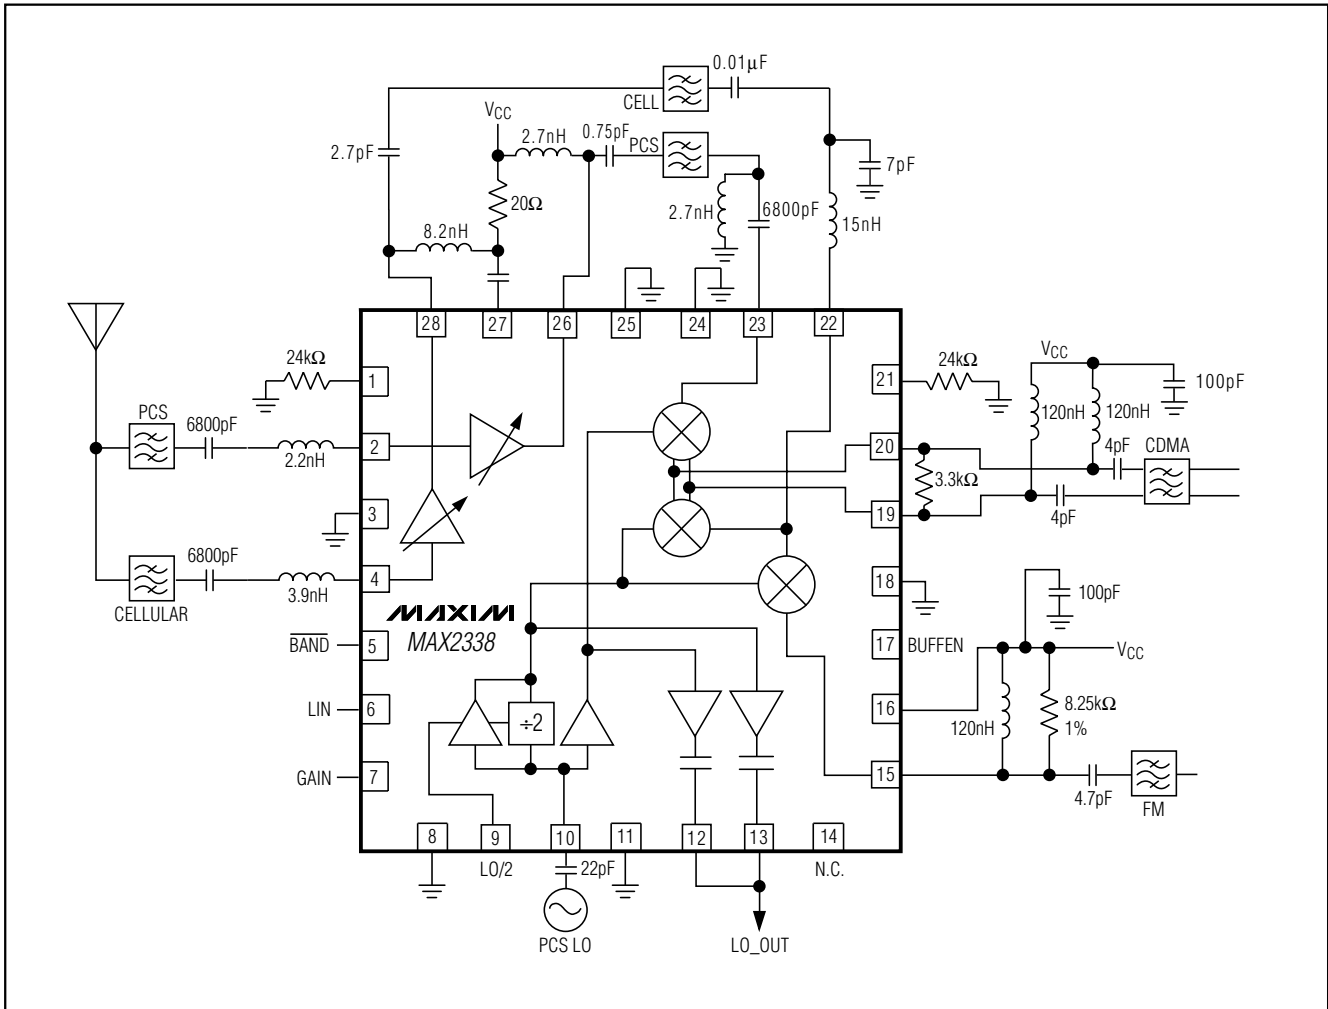 0.01µF
CELL
VCC
2.7nH
0.75pF
PCS
2.7pF
7pF
20Ω
2.7nH
6800pF
15nH
8.2nH
28
27
26
25
24
23
22
24kΩ
1
21
24kΩ
VCC
100pF
120nH
120nH
PCS
6800pF
2.2nH
2
20
4pF
CDMA
3.3kΩ
3
19
4pF
6800pF
CELLULAR
3.9nH
4
18
100pF
MAXIM
MAX2338
BAND
5
17
BUFFEN
VCC
LIN
6
16
120nH
8.25kΩ
1%
÷2
GAIN
7
15
4.7pF
FM
8
9
10
11
12
13
14
LO/2
22pF
N.C.
PCS LO
LO_OUT